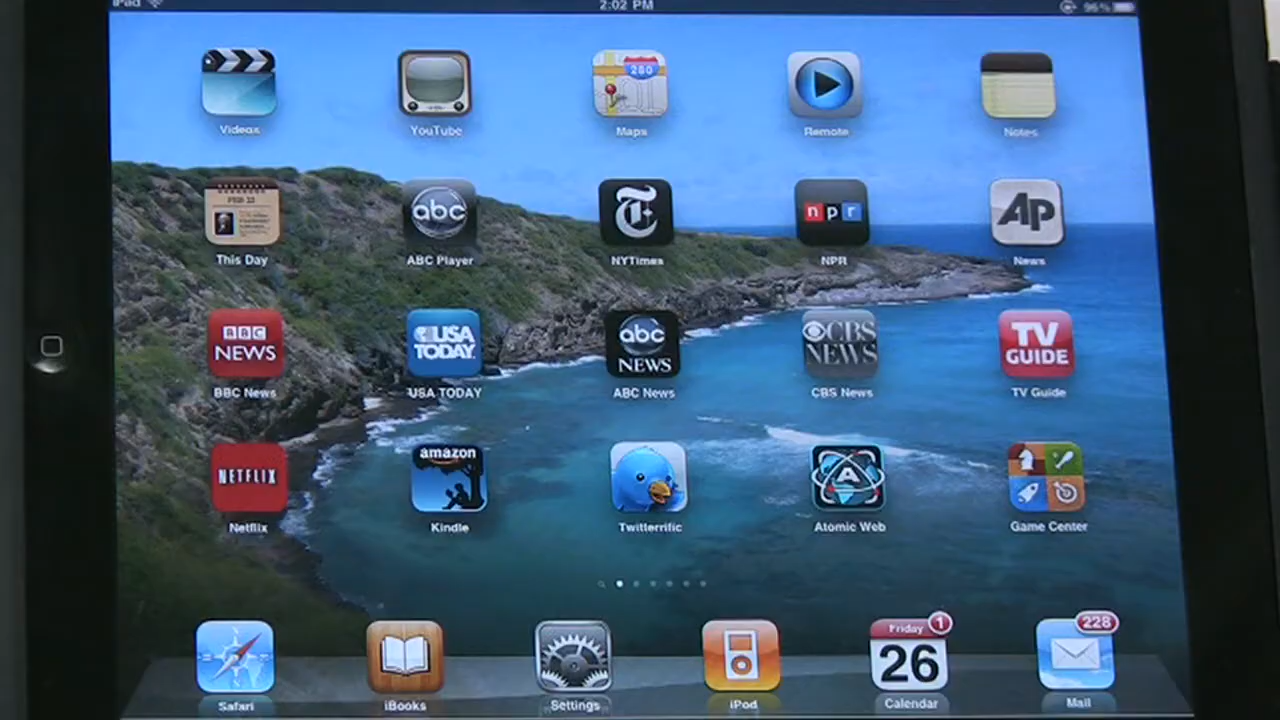 iPad
2:02 PM
96%
280
Videos
YouTube
Maps
Remote
Notes
FEB 22
abc
T
n p r
AP
This Day
ABC Player
NYTimes
NPR
News
BBC
NEWS
USA
TODAY
abc
NEWS
CBS
NEWS
TV
GUIDE
BBC News
USA TODAY
ABC News
CBS News
TV Guide
NETFLIX
amazon
A
Netflix
Kindle
Twitterrific
Atomic Web
Game Center
Friday
1
26
228
Safari
iBooks
Settings
iPod
Calendar
Mail